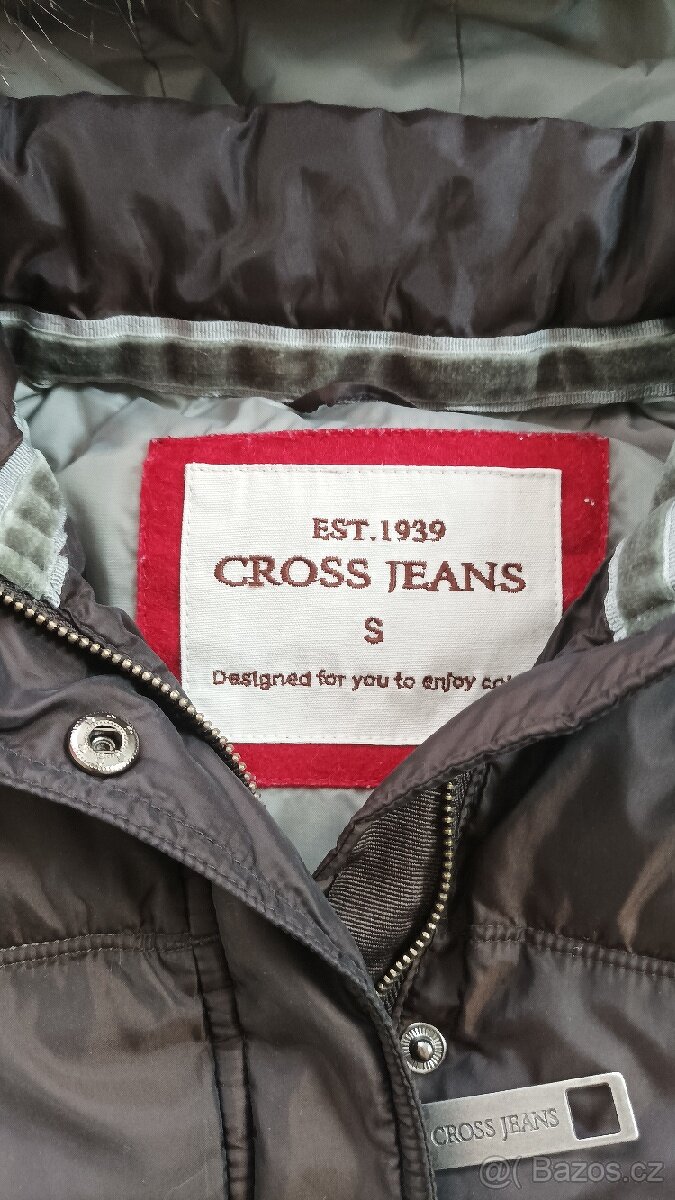 EST.1939
CROSS JEANS
S
Designed for you to enjoy
CROSS JEANS
@( Bazos.cz